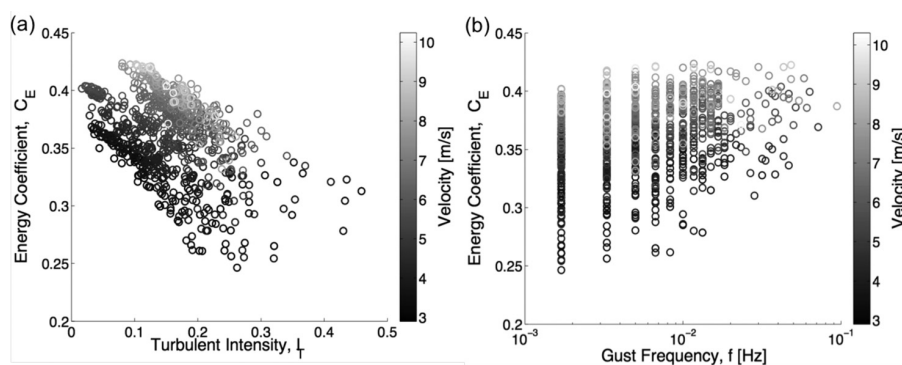 (a)
0.45
0.4
0.35
0.3
0.25
0.2
Energy Coefficient, C_E
0 0.1 0.2 0.3 0.4 0.5
Turbulent Intensity, I_T
10
9
8
7
6
5
4
3
Velocity [m/s]
(b)
0.45
0.4
0.35
0.3
0.25
0.2
Energy Coefficient, C_E
10⁻³ 10⁻² 10⁻¹
Gust Frequency, f [Hz]
10
9
8
7
6
5
4
3
Velocity [m/s]